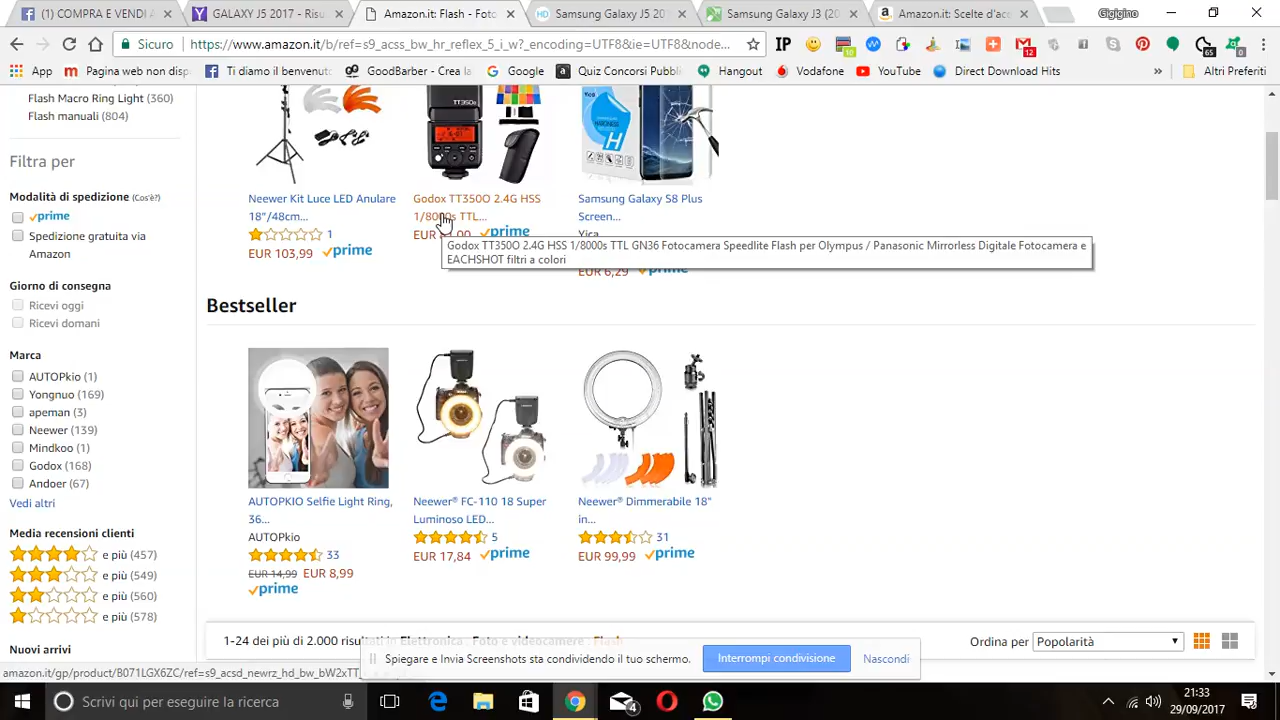 (1) COMPRA E VENDI A
GALAXY J5 2017 - Risu
Amazon.it: Flash - Foto
Samsung Galaxy J5 201
Samsung Galaxy J3 (20
Amazon.it: Scelte d'acc
Gigigino
Sicuro
https://www.amazon.it/b/ref=s9_acss_bw_hr_reflex_5_i_w?_encoding=UTF8&ie=UTF8&node...
App
Pagina web non disp
Ti diamo il benvenuto
GoodBarber - Crea la
Google
Quiz Concorsi Pubbli
Hangout
Vodafone
YouTube
Direct Download Hits
»
Altri Preferiti
Flash Macro Ring Light (360)
Flash manuali (804)
Filtra per
Modalità di spedizione (Cos'è?)
prime
Spedizione gratuita via
Amazon
Giorno di consegna
Ricevi oggi
Ricevi domani
Marca
AUTOPkio (1)
Yongnuo (169)
apeman (3)
Neewer (139)
Mindkoo (1)
Godox (168)
Andoer (67)
Vedi altri
Media recensioni clienti
e più (457)
e più (549)
e più (560)
e più (578)
Nuovi arrivi
TT350o
Yica
H
Neewer Kit Luce LED Anulare
18"/48cm...
1
EUR 103,99 prime
Godox TT350O 2.4G HSS
1/8000s TTL...
prime
Samsung Galaxy S8 Plus
Screen...
Yica
EUR 6,29
Godox TT350O 2.4G HSS 1/8000s TTL GN36 Fotocamera Speedlite Flash per Olympus / Panasonic Mirrorless Digitale Fotocamera e
EACHSHOT filtri a colori
Bestseller
AUTOPKIO Selfie Light Ring,
36...
AUTOPkio
33
EUR 14,99 EUR 8,99
prime
Neewer® FC-110 18 Super
Luminoso LED...
5
EUR 17,84 prime
Neewer® Dimmerabile 18"
in...
31
EUR 99,99 prime
1-24 dei più di 2.000 risultati in Elettronica : Foto e videocamere : Flash
Ordina per
Popolarità
Spiegare e Invia Screenshots sta condividendo il tuo schermo.
Interrompi condivisione
Nascondi
amazon.it/gp/product/B071LGX6ZC/ref=s9_acsd_newrz_hd_bw_bW2xTT
Scrivi qui per eseguire la ricerca
4
21:33
29/09/2017